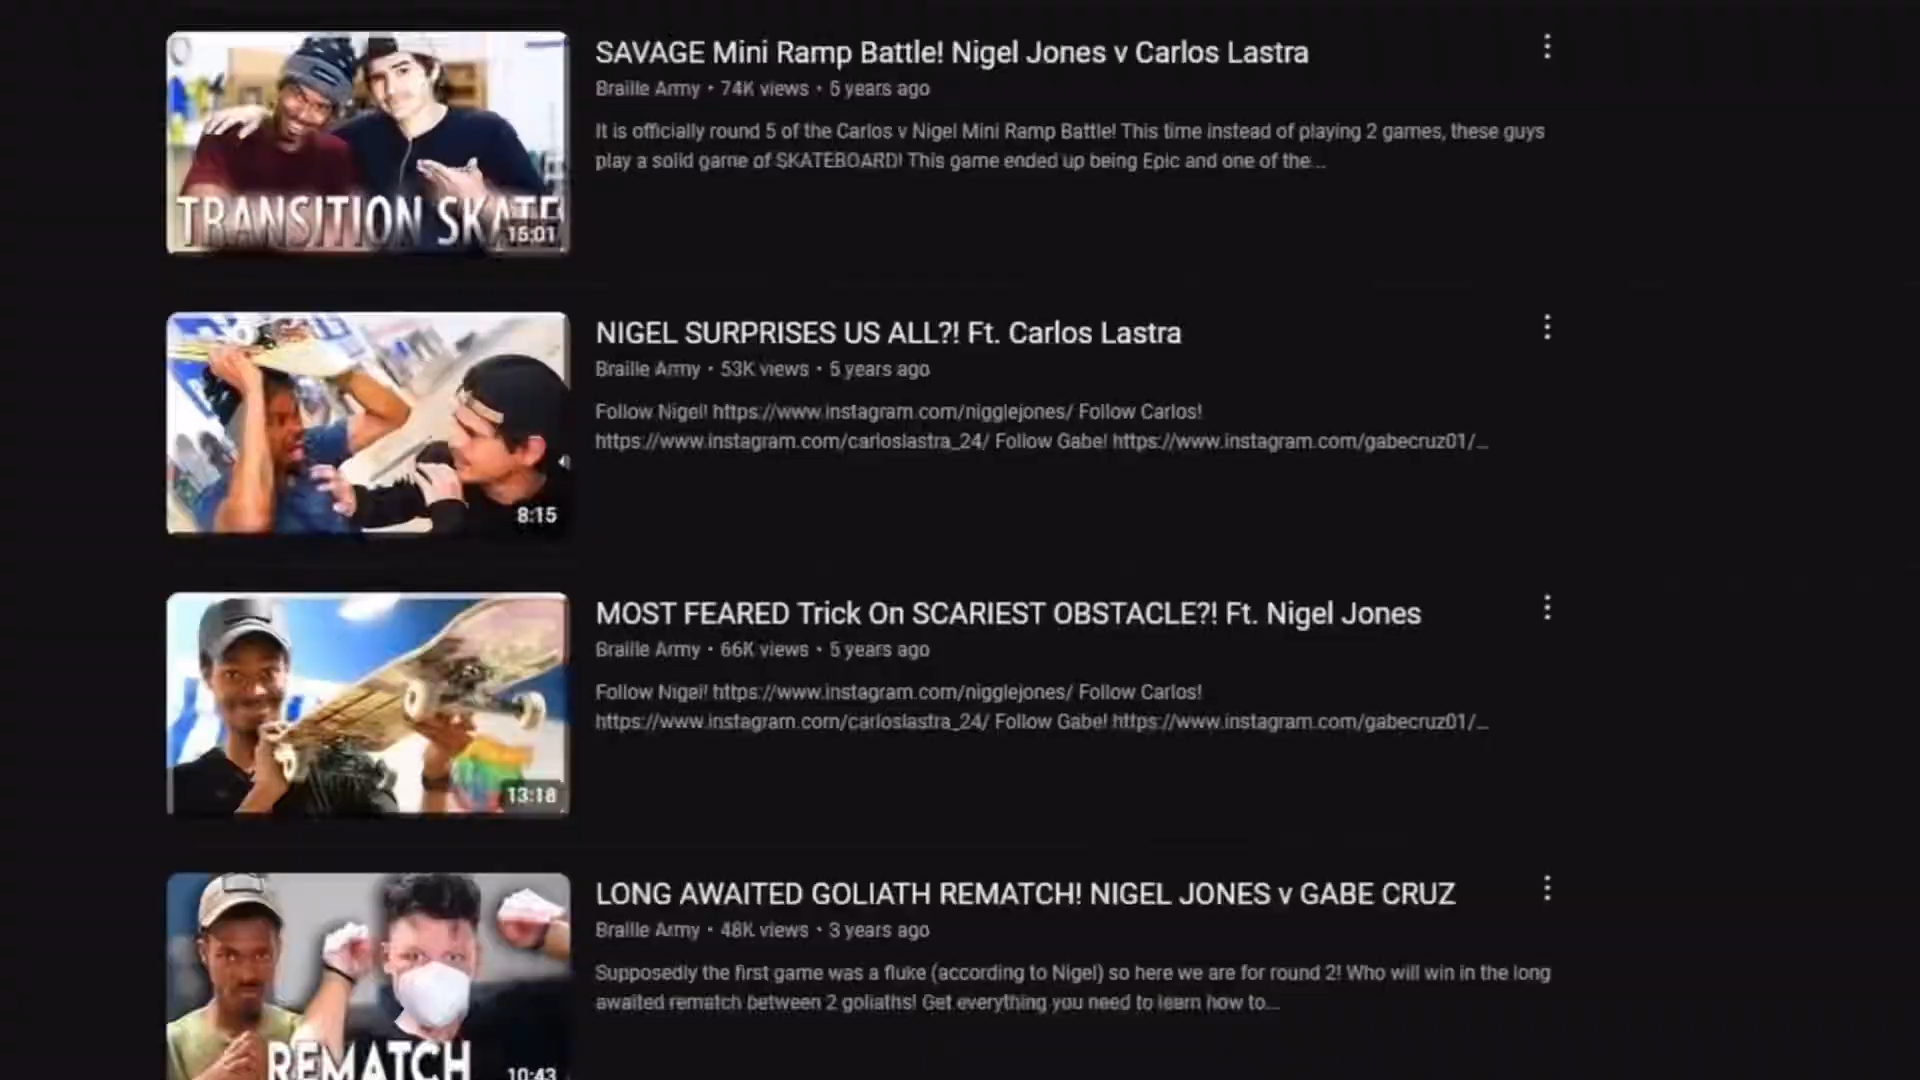 SAVAGE Mini Ramp Battle! Nigel Jones v Carlos Lastra
Braille Army • 74K views • 5 years ago
It is officially round 5 of the Carlos v Nigel Mini Ramp Battle! This time instead of playing 2 games, these guys
play a solid game of SKATEBOARD! This game ended up being Epic and one of the...
TRANSITION SKATE
15:01
NIGEL SURPRISES US ALL?! Ft. Carlos Lastra
Braille Army • 53K views • 5 years ago
Follow Nigel! https://www.instagram.com/nigglejones/ Follow Carlos!
https://www.instagram.com/carloslastra_24/ Follow Gabe! https://www.instagram.com/gabecruz01/...
8:15
MOST FEARED Trick On SCARIEST OBSTACLE?! Ft. Nigel Jones
Braille Army • 66K views • 5 years ago
Follow Nigel! https://www.instagram.com/nigglejones/ Follow Carlos!
https://www.instagram.com/carloslastra_24/ Follow Gabe! https://www.instagram.com/gabecruz01/...
13:18
LONG AWAITED GOLIATH REMATCH! NIGEL JONES v GABE CRUZ
Braille Army • 48K views • 3 years ago
Supposedly the first game was a fluke (according to Nigel) so here we are for round 2! Who will win in the long
awaited rematch between 2 goliaths! Get everything you need to learn how to...
REMATCH
10:43